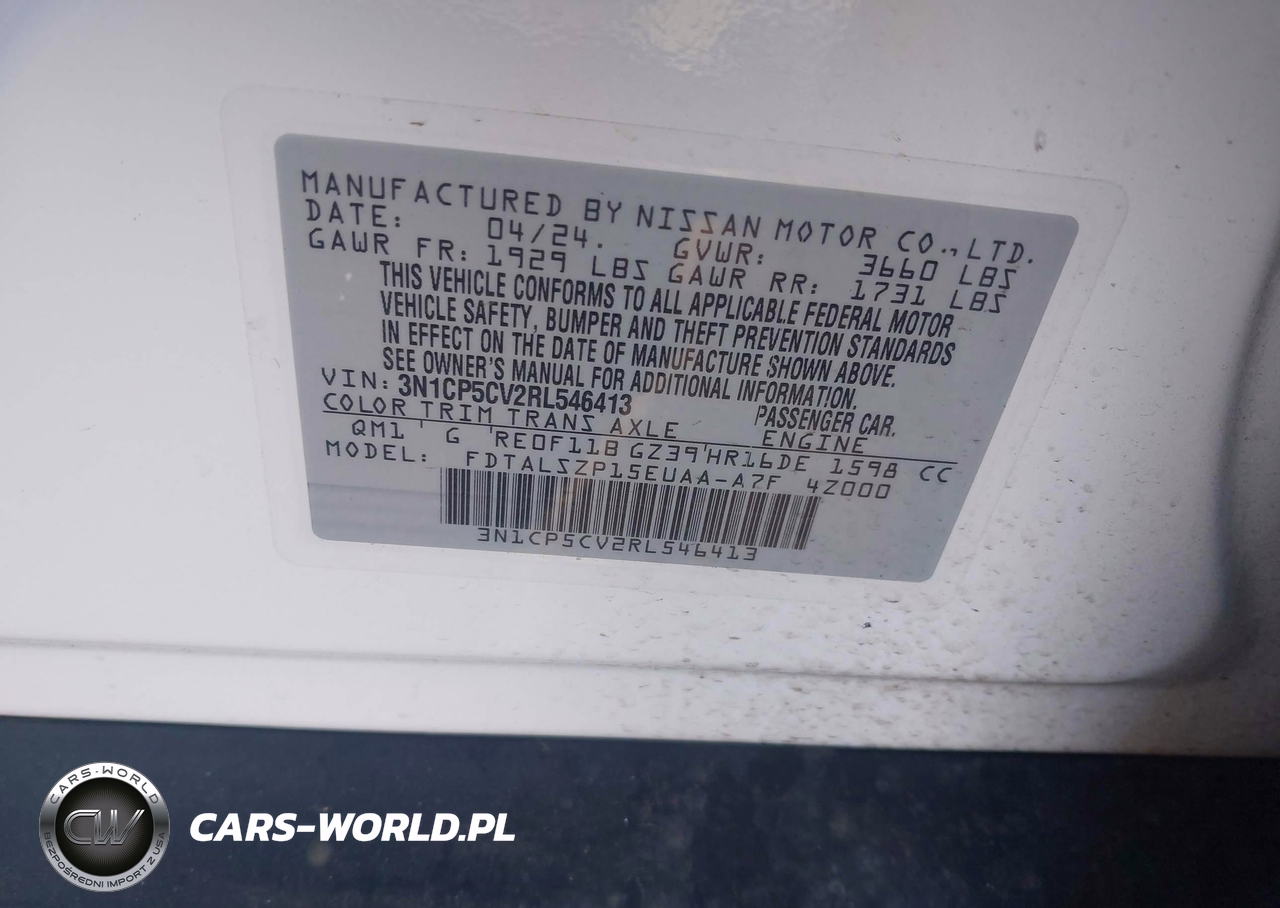 MANUFACTURED BY NISSAN MOTOR CO., LTD.
DATE: 04/24. GVWR: 3660 LBS
GAWR FR: 1929 LBS GAWR RR: 1731 LBS
THIS VEHICLE CONFORMS TO ALL APPLICABLE FEDERAL MOTOR
VEHICLE SAFETY, BUMPER AND THEFT PREVENTION STANDARDS
IN EFFECT ON THE DATE OF MANUFACTURE SHOWN ABOVE.
SEE OWNER'S MANUAL FOR ADDITIONAL INFORMATION.
VIN: 3N1CP5CV2RL546413 PASSENGER CAR.
COLOR TRIM TRANS AXLE ENGINE
QM1 ' G 'RE0F11B GZ39'HR16DE 1598 CC
MODEL: FDTALSZP15EUAA-A7F 4Z000
3N1CP5CV2RL546413
CARS-WORLD
CW
BEZPOŚREDNI IMPORT Z USA
CARS-WORLD.PL